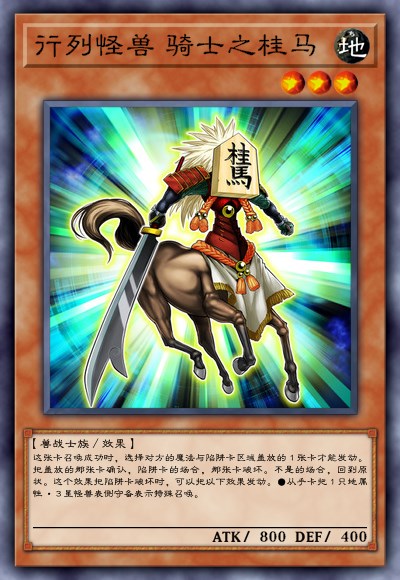 行列怪兽 骑士之桂马
地
桂馬
【兽战士族／效果】
这张卡召唤成功时，选择对方的魔法与陷阱卡区域盖放的1张卡才能发动。
把盖放的那张卡确认，陷阱卡的场合，那张卡破坏。不是的场合，回到原
状。这个效果把陷阱卡破坏时，可以把以下效果发动。●从手卡把1只地属
性·3星怪兽表侧守备表示特殊召唤。
ATK/ 800 DEF/ 400